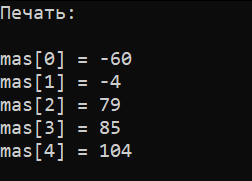 Печать:
mas[0] = -60
mas[1] = -4
mas[2] = 79
mas[3] = 85
mas[4] = 104